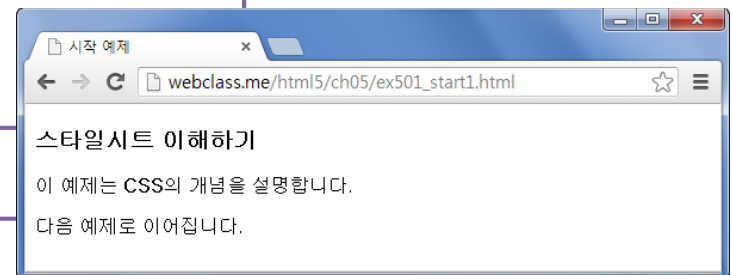 시작 예제
webclass.me/html5/ch05/ex501_start1.html
스타일시트 이해하기
이 예제는 CSS의 개념을 설명합니다.
다음 예제로 이어집니다.